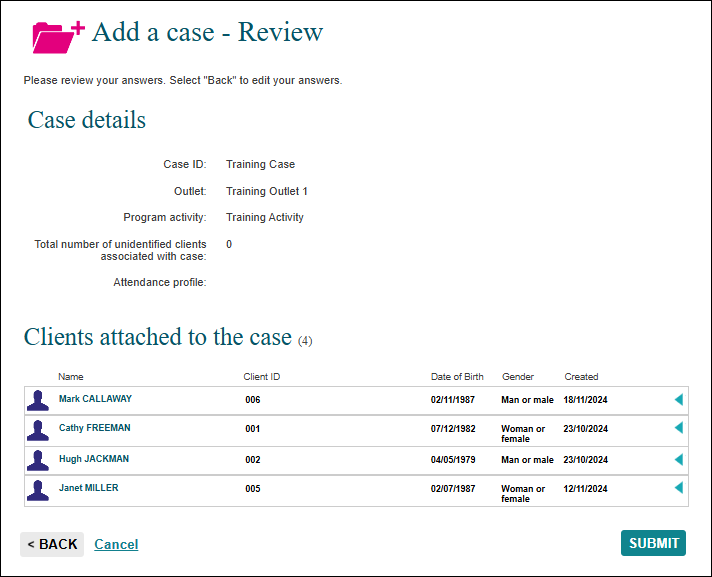 Add a case - Review
Please review your answers. Select "Back" to edit your answers.
Case details
Case ID: Training Case
Outlet: Training Outlet 1
Program activity: Training Activity
Total number of unidentified clients 0
associated with case:
Attendance profile:
Clients attached to the case (4)
Name Client ID Date of Birth Gender Created
Mark CALLAWAY 006 02/11/1987 Man or male 18/11/2024
Cathy FREEMAN 001 07/12/1982 Woman or 23/10/2024
female
Hugh JACKMAN 002 04/05/1979 Man or male 23/10/2024
Janet MILLER 005 02/07/1987 Woman or 12/11/2024
female
< BACK Cancel SUBMIT